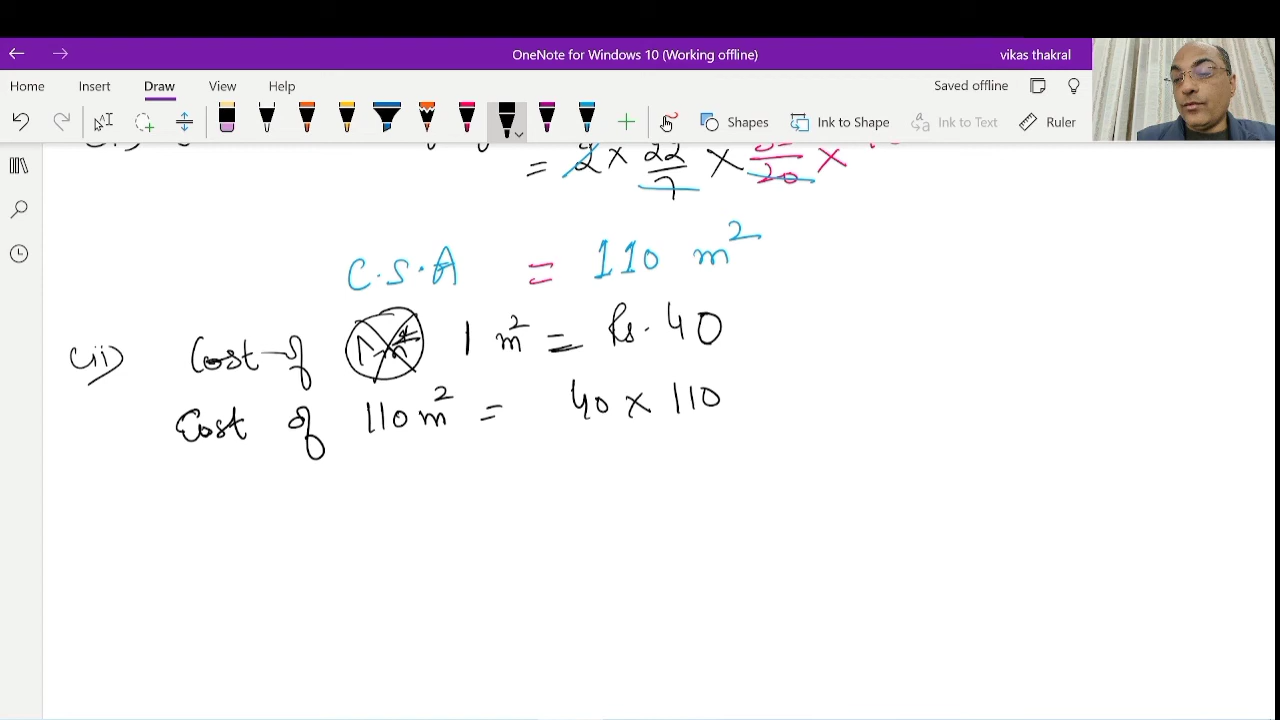 OneNote for Windows 10 (Working offline)
vikas thakral
Home Insert Draw View Help
Saved offline
Shapes Ink to Shape Ink to Text Ruler
= 2 × 22/7 × /20 ×
C.S.A = 110 m²
(ii) Cost of 1m² 1 m² = Rs. 40
Cost of 110 m² = 40 × 110